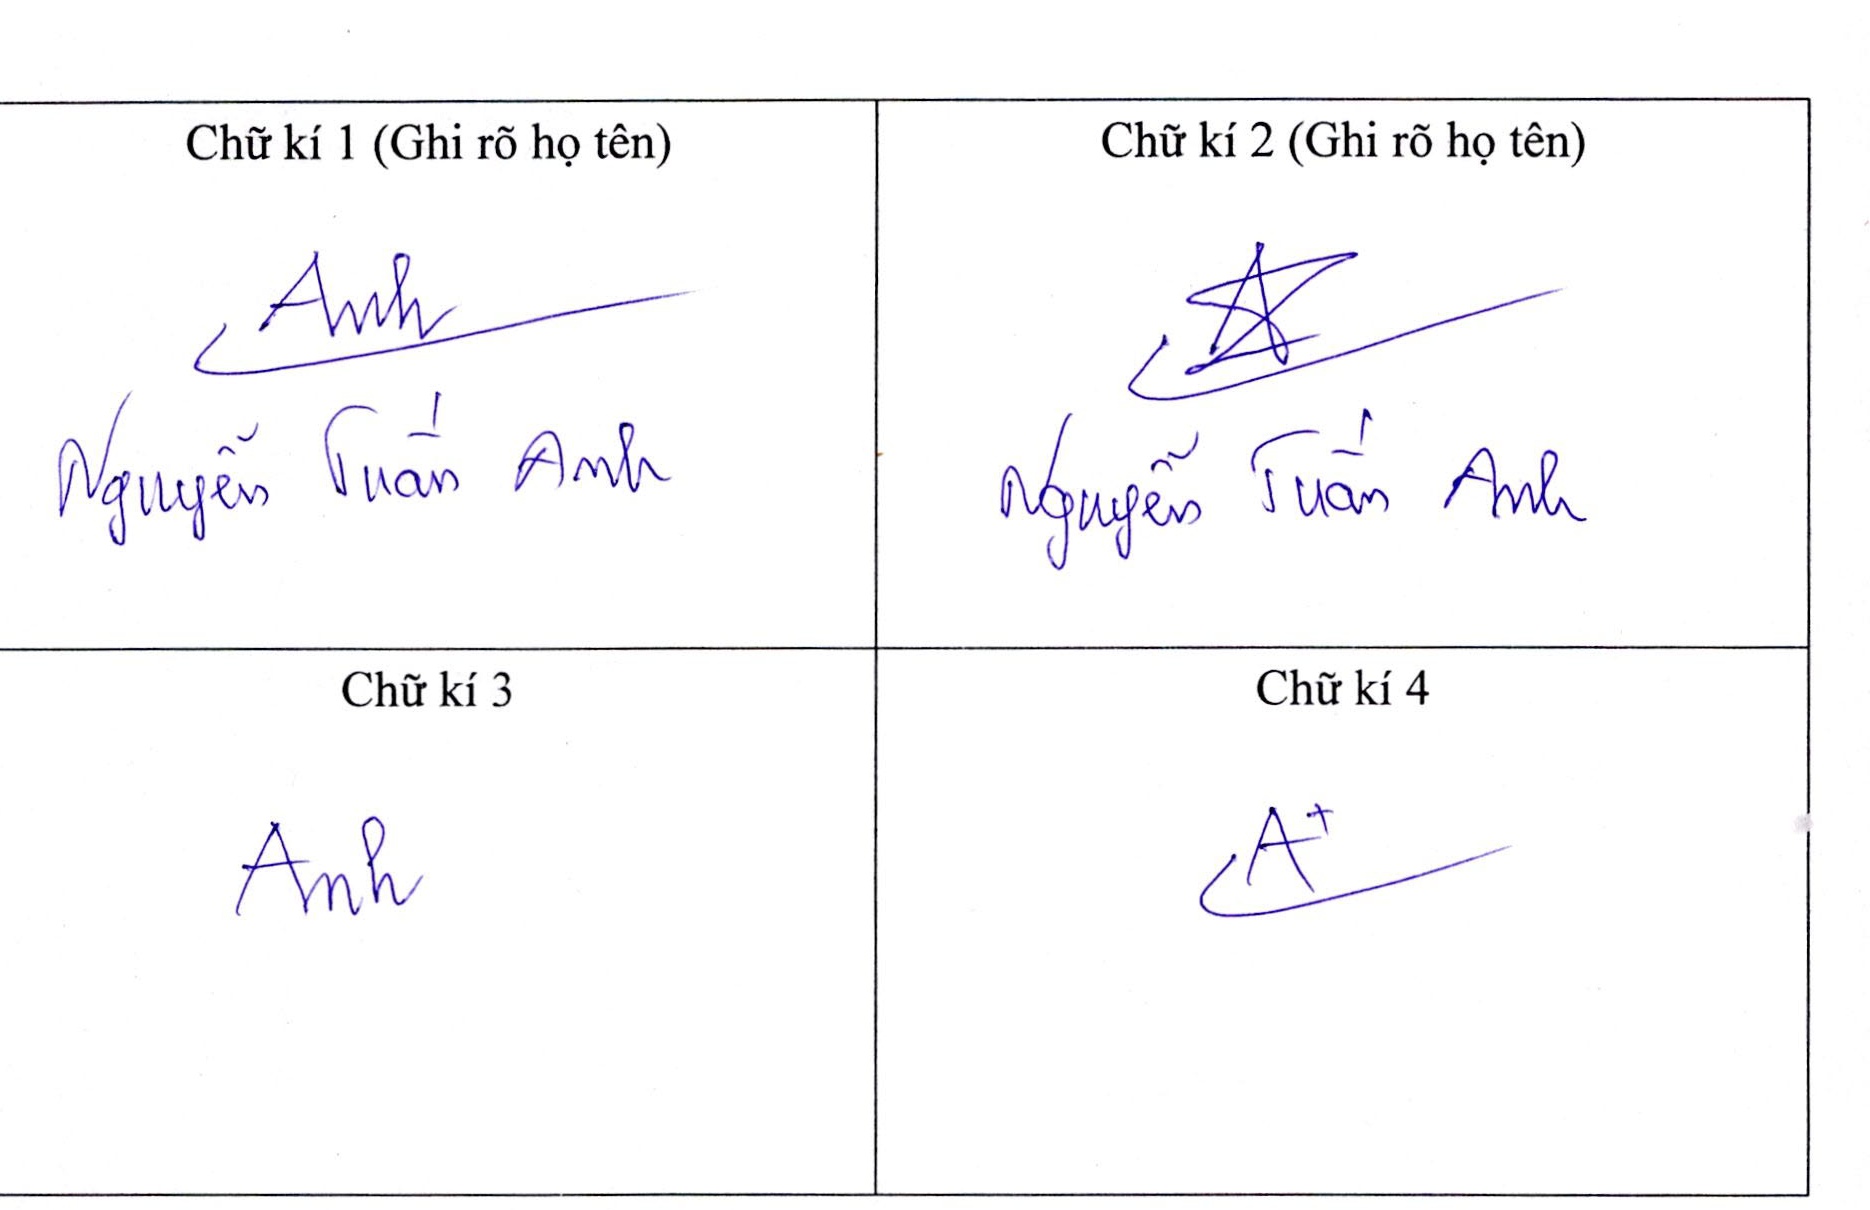 Chữ kí 1 (Ghi rõ họ tên)
Anh
Nguyễn Tuấn Anh
Chữ kí 2 (Ghi rõ họ tên)
A
Nguyễn Tuấn Anh
Chữ kí 3
Anh
Chữ kí 4
A+